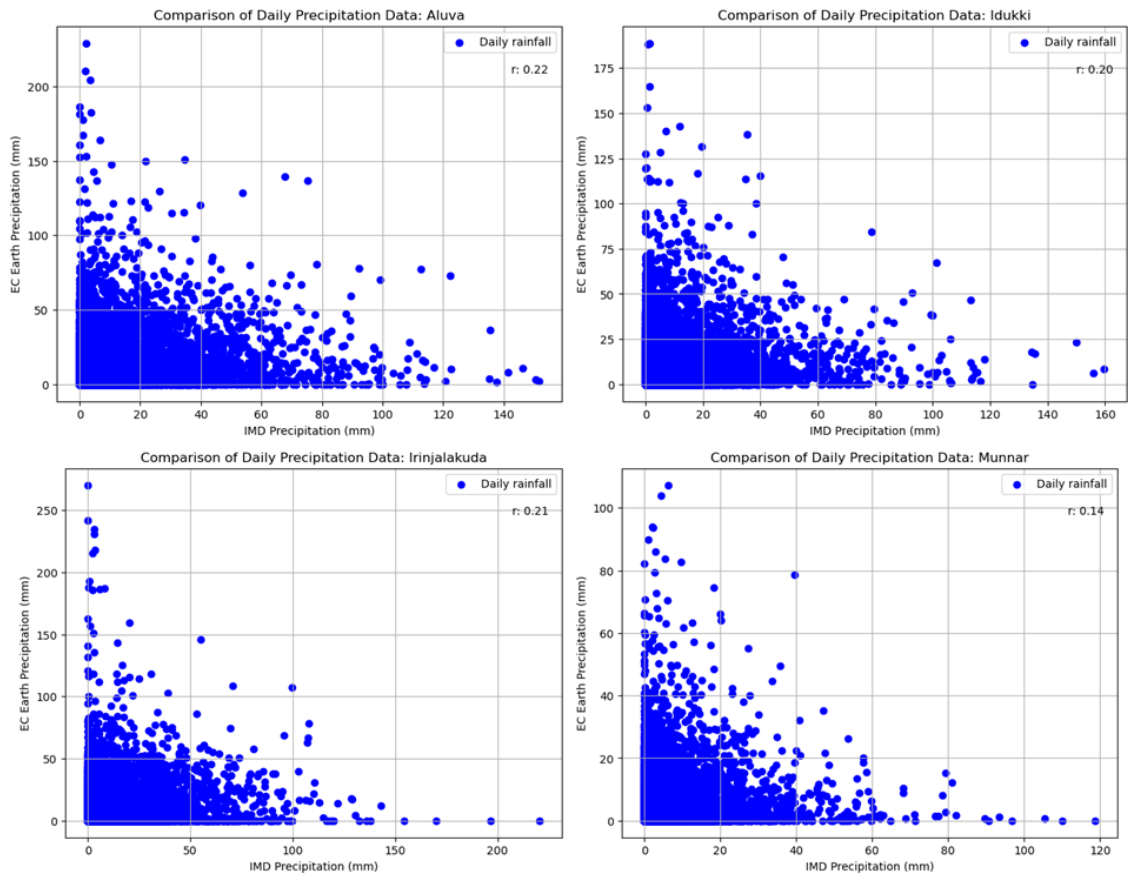 Comparison of Daily Precipitation Data: Aluva
Daily rainfall
r: 0.22
EC Earth Precipitation (mm)
200
150
100
50
0
0 20 40 60 80 100 120 140
IMD Precipitation (mm)
Comparison of Daily Precipitation Data: Idukki
Daily rainfall
r: 0.20
EC Earth Precipitation (mm)
175
150
125
100
75
50
25
0
0 20 40 60 80 100 120 140 160
IMD Precipitation (mm)
Comparison of Daily Precipitation Data: Irinjalakuda
Daily rainfall
r: 0.21
EC Earth Precipitation (mm)
250
200
150
100
50
0
0 50 100 150 200
IMD Precipitation (mm)
Comparison of Daily Precipitation Data: Munnar
Daily rainfall
r: 0.14
EC Earth Precipitation (mm)
100
80
60
40
20
0
0 20 40 60 80 100 120
IMD Precipitation (mm)